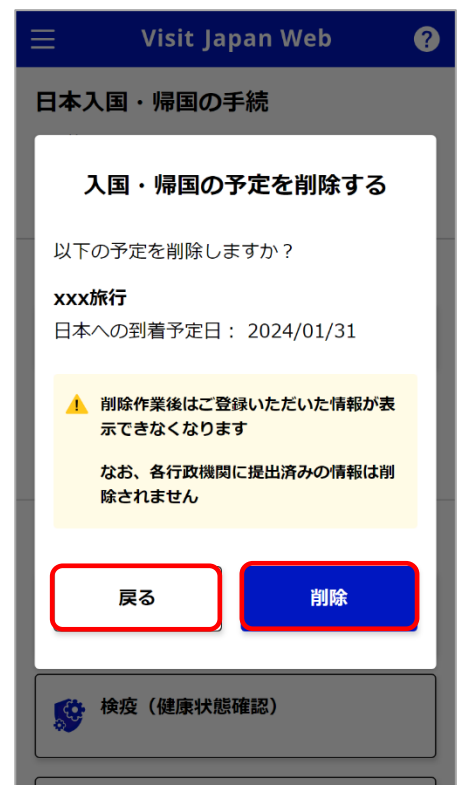 Visit Japan Web
?
日本入国・帰国の手続
入国・帰国の予定を削除する
以下の予定を削除しますか？
xxx旅行
日本への到着予定日： 2024/01/31
削除作業後はご登録いただいた情報が表
示できなくなります
なお、各行政機関に提出済みの情報は削
除されません
戻る
削除
検疫（健康状態確認）